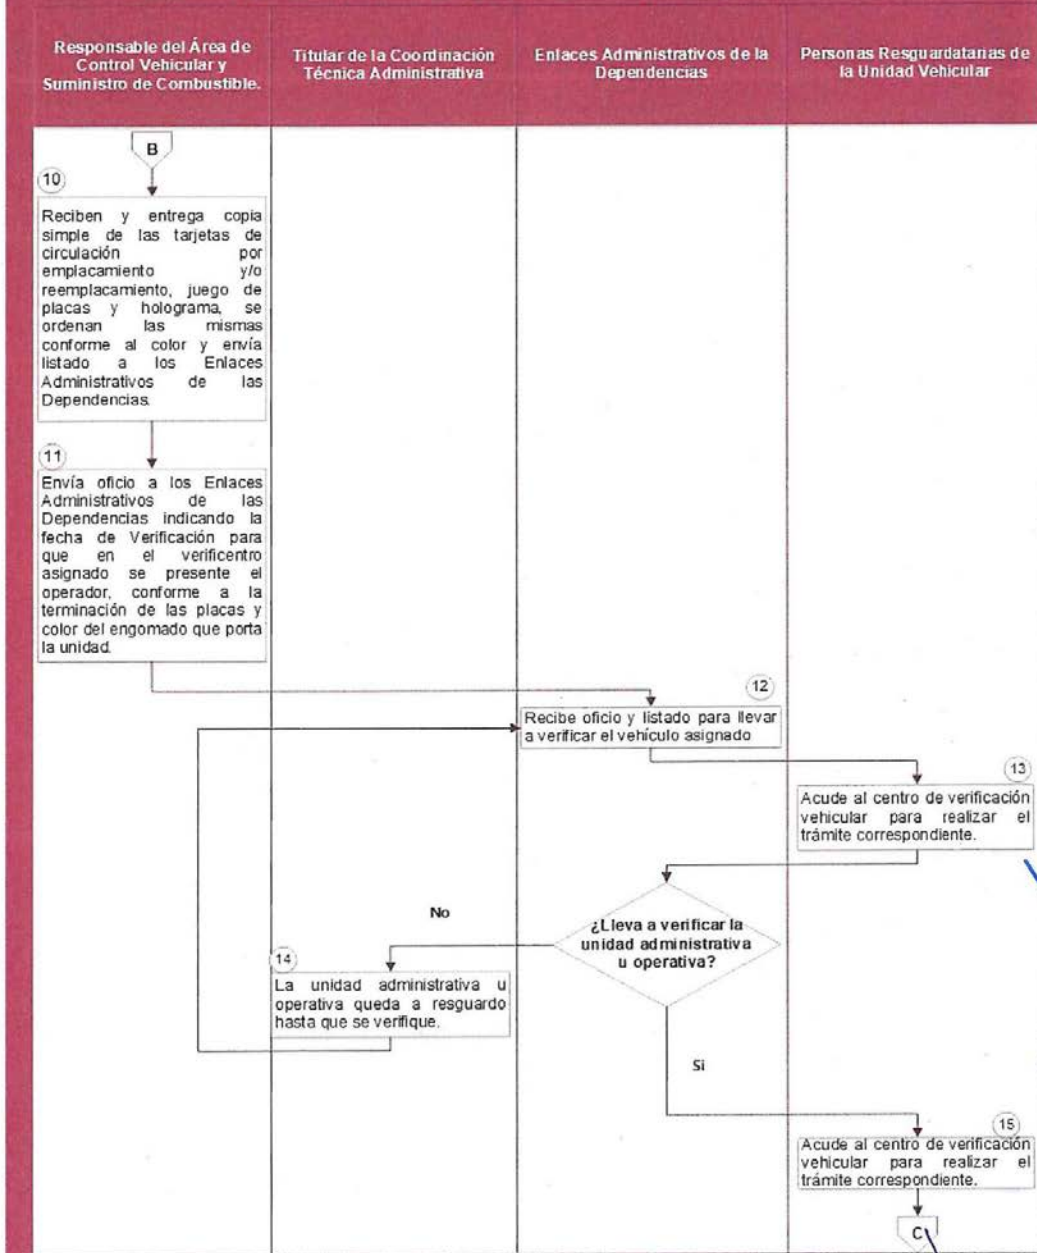 Responsable del Área de
Control Vehicular y
Suministro de Combustible.
Titular de la Coordinación
Técnica Administrativa
Enlaces Administrativos de la
Dependencias
Personas Resguardatarias de
la Unidad Vehicular
B
10
Reciben y entrega copia
simple de las tarjetas de
circulación por
emplacamiento y/o
reemplacamiento, juego de
placas y holograma, se
ordenan las mismas
conforme al color y envía
listado a los Enlaces
Administrativos de las
Dependencias.
11
Envía oficio a los Enlaces
Administrativos de las
Dependencias indicando la
fecha de Verificación para
que en el verificentro
asignado se presente el
operador, conforme a la
terminación de las placas y
color del engomado que porta
la unidad.
12
Recibe oficio y listado para llevar
a verificar el vehículo asignado
13
Acude al centro de verificación
vehicular para realizar el
trámite correspondiente.
¿Lleva a verificar la
unidad administrativa
u operativa?
No
14
La unidad administrativa u
operativa queda a resguardo
hasta que se verifique.
Si
15
Acude al centro de verificación
vehicular para realizar el
trámite correspondiente.
C